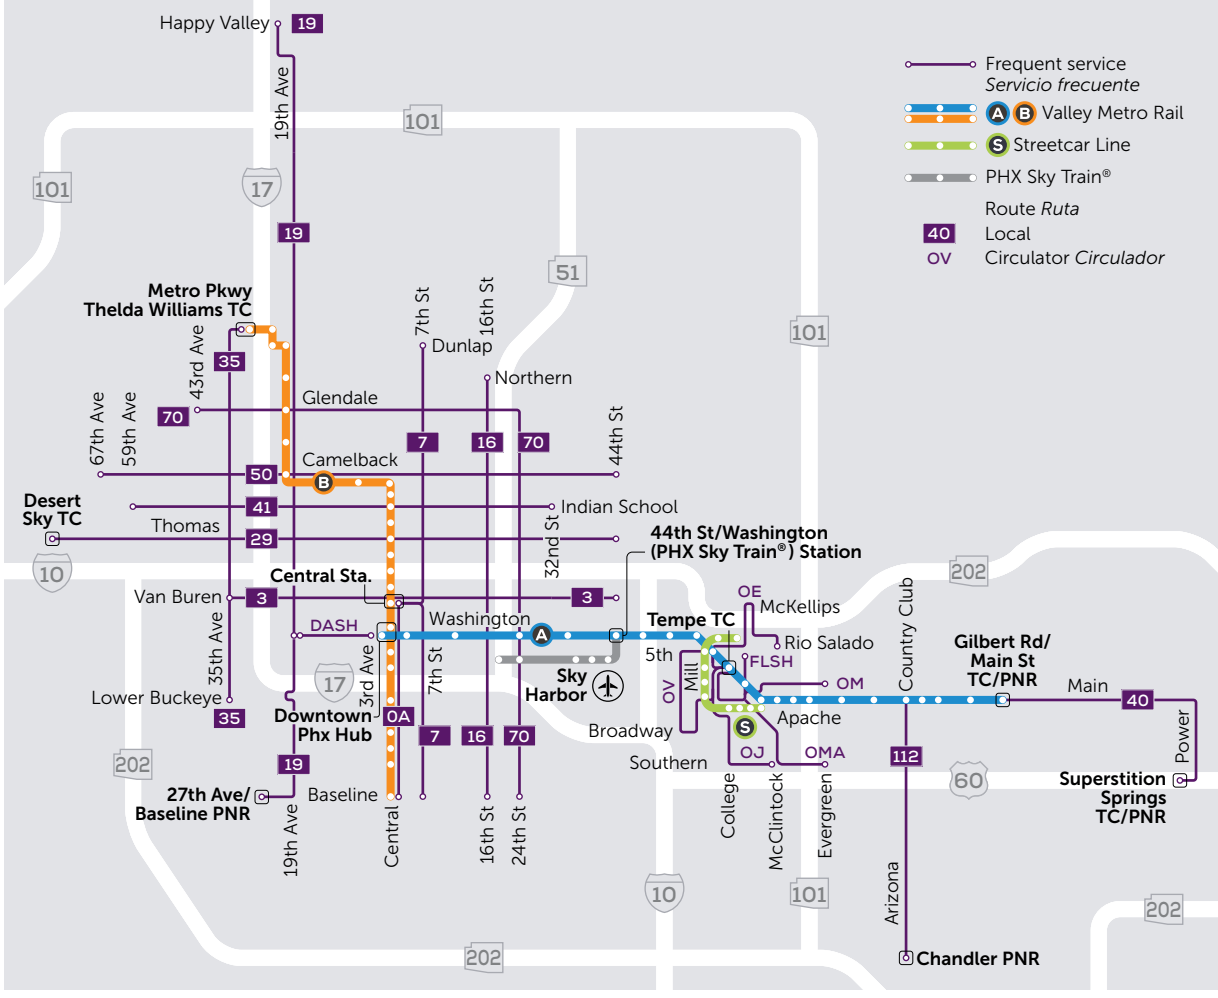 Happy Valley
19
19th Ave
101
Frequent service
Servicio frecuente
A B Valley Metro Rail
S Streetcar Line
PHX Sky Train®
Route Ruta
40 Local
OV Circulator Circulador
101
17
19
51
101
Metro Pkwy
Thelda Williams TC
7th St
16th St
43rd Ave
35
Dunlap
Northern
67th Ave
59th Ave
70
Glendale
44th St
7
16
70
Camelback
50
B
Desert
Sky TC
41
Indian School
Thomas
29
32nd St
44th St/Washington
(PHX Sky Train®) Station
10
202
Central Sta.
Van Buren
3
3
OE
McKellips
Country Club
DASH
Washington
A
Tempe TC
Rio Salado
Gilbert Rd/
Main St
TC/PNR
35th Ave
3rd Ave
7th St
5th
FLSH
Mill
OV
Sky
Harbor
17
OM
Main
40
Lower Buckeye
35
Downtown
Phx Hub
0A
Apache
S
Broadway
Power
7
16
70
Southern
OJ
OMA
112
202
19
60
Superstition
Springs
TC/PNR
27th Ave/
Baseline PNR
Baseline
19th Ave
Central
16th St
24th St
College
McClintock
Evergreen
10
101
Arizona
202
202
Chandler PNR